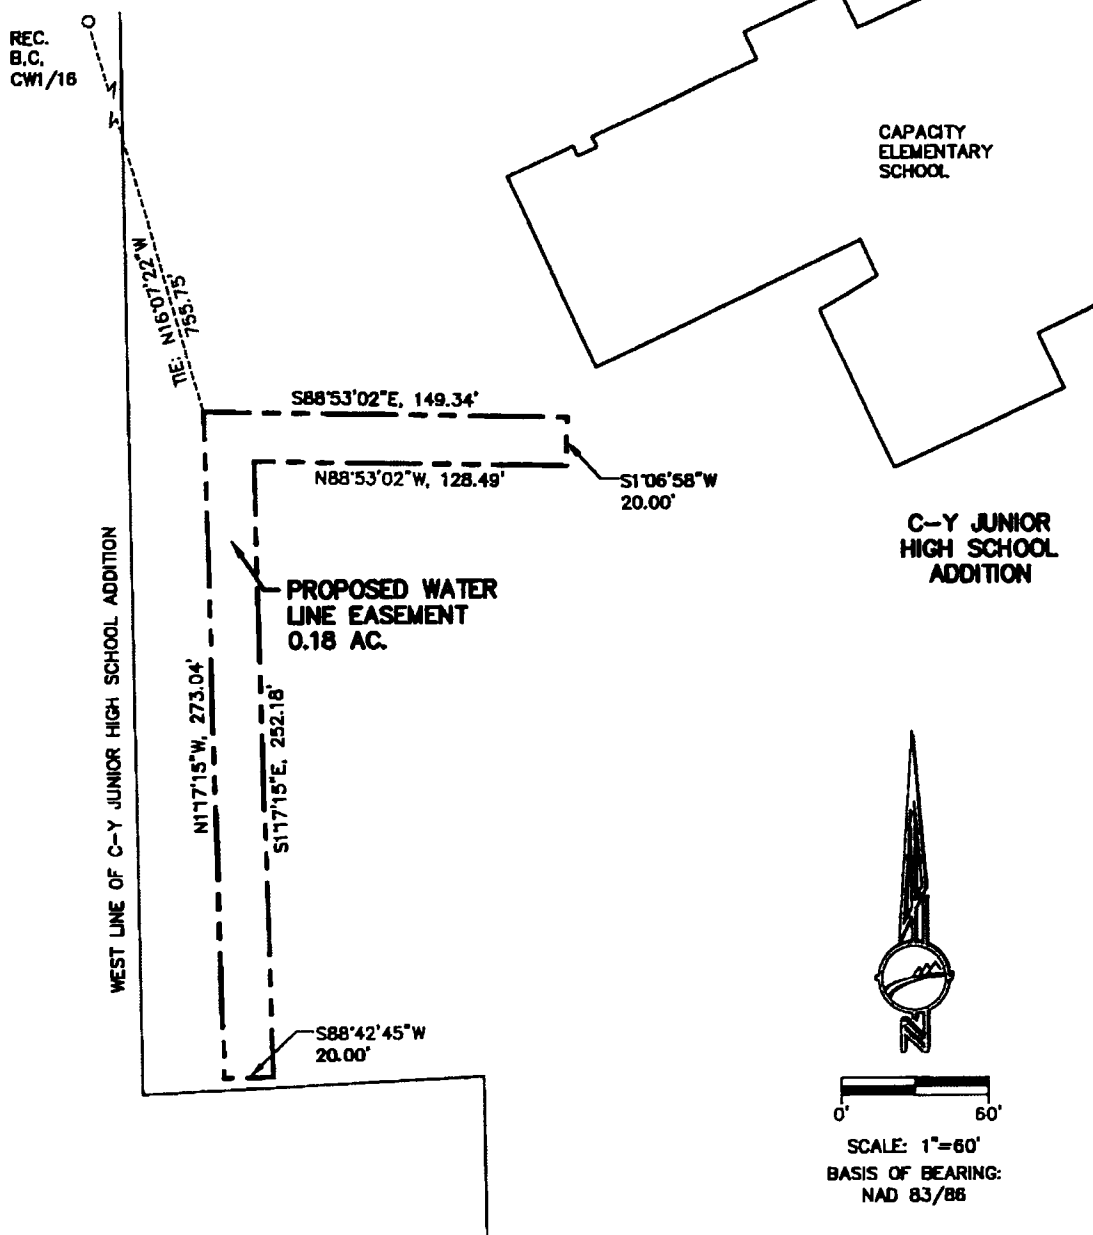 REC.
B.C.
CW1/16
CAPACITY
ELEMENTARY
SCHOOL
TIE: N16°07'22"W
755.75'
S88°53'02"E, 149.34'
N88°53'02"W, 128.49'
S1°06'58"W
20.00'
C-Y JUNIOR
HIGH SCHOOL
ADDITION
PROPOSED WATER
LINE EASEMENT
0.18 AC.
WEST LINE OF C-Y JUNIOR HIGH SCHOOL ADDITION
N1°17'15"W, 273.04'
S1°17'15"E, 252.18'
S88°42'45"W
20.00'
N
0'
60'
SCALE: 1"=60'
BASIS OF BEARING:
NAD 83/86